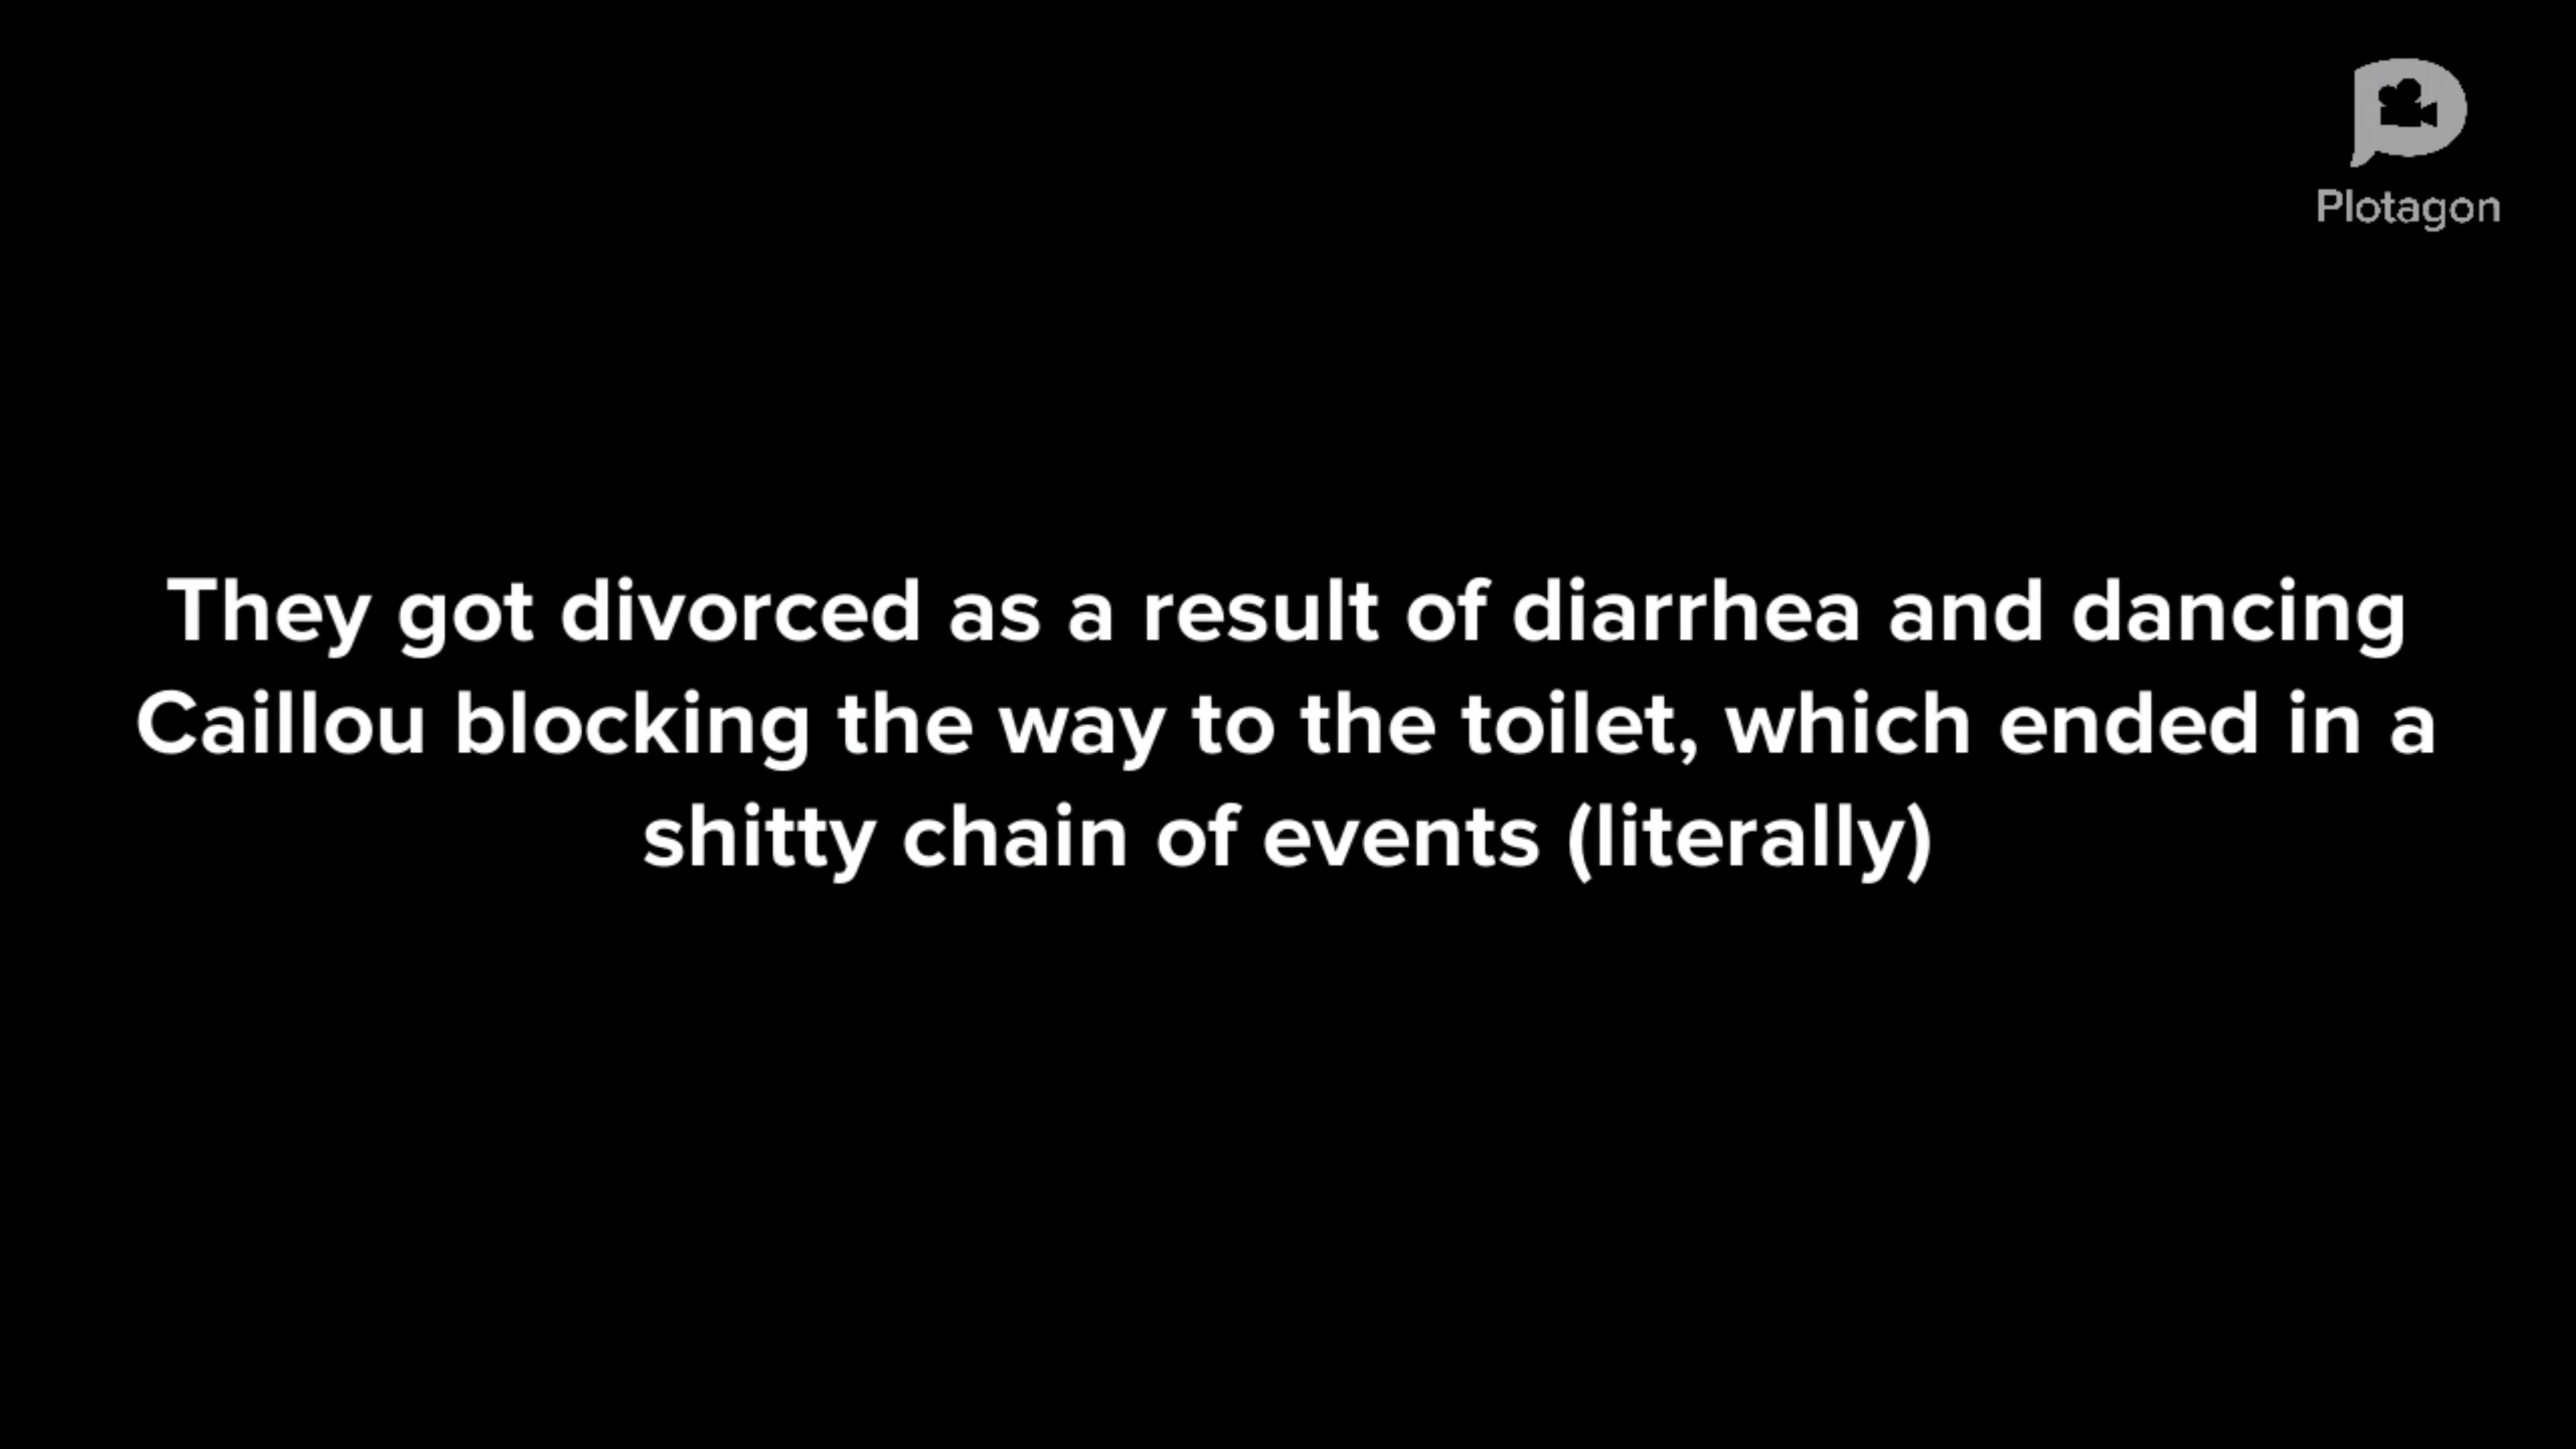 Plotagon
They got divorced as a result of diarrhea and dancing
Caillou blocking the way to the toilet, which ended in a
shitty chain of events (literally)